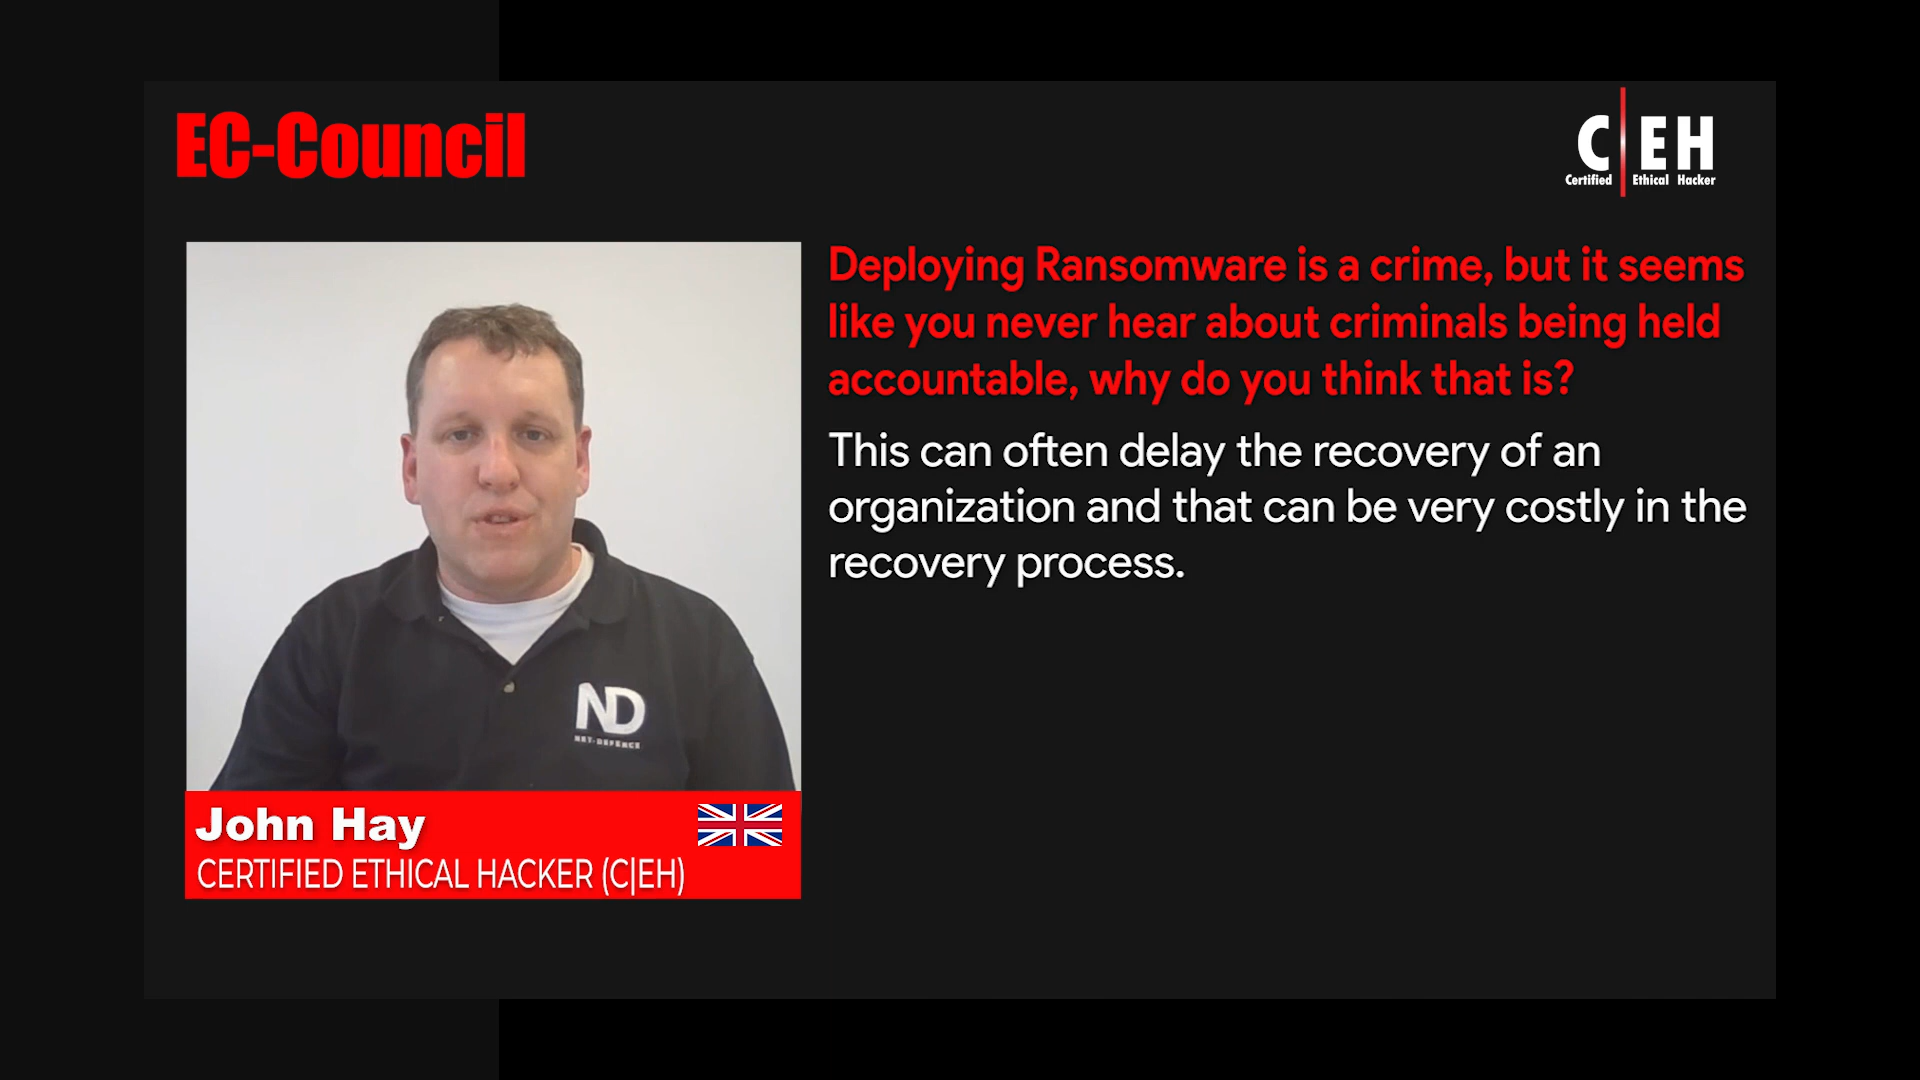 EC-Council
C EH
Certified Ethical Hacker
Deploying Ransomware is a crime, but it seems
like you never hear about criminals being held
accountable, why do you think that is?
This can often delay the recovery of an
organization and that can be very costly in the
recovery process.
ND
NET-DEFENCE
John Hay
CERTIFIED ETHICAL HACKER (C|EH)